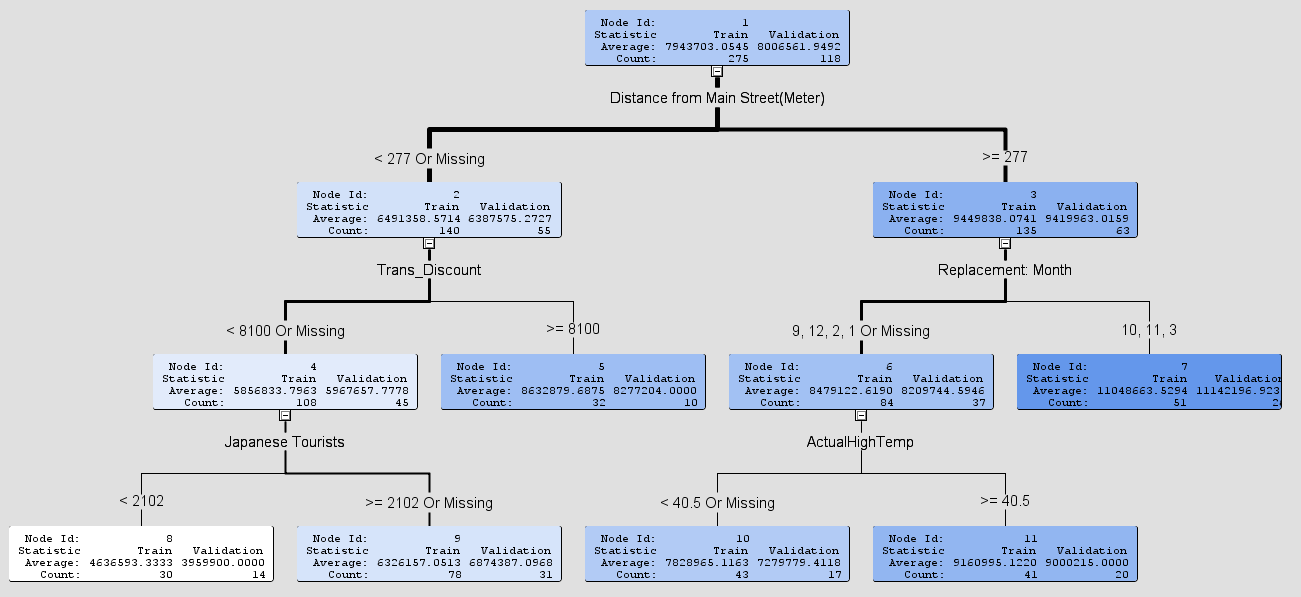 Node Id: 1
Statistic Train Validation
Average: 7943703.0545 8006561.9492
Count: 275 118
Distance from Main Street(Meter)
< 277 Or Missing
>= 277
Node Id: 2
Statistic Train Validation
Average: 6491358.5714 6387575.2727
Count: 140 55
Node Id: 3
Statistic Train Validation
Average: 9449838.0741 9419963.0159
Count: 135 63
Trans_Discount
Replacement: Month
< 8100 Or Missing
>= 8100
9, 12, 2, 1 Or Missing
10, 11, 3
Node Id: 4
Statistic Train Validation
Average: 5856833.7963 5967657.7778
Count: 108 45
Node Id: 5
Statistic Train Validation
Average: 8632879.6875 8277204.0000
Count: 32 10
Node Id: 6
Statistic Train Validation
Average: 8479122.6190 8209744.5946
Count: 84 37
Node Id: 7
Statistic Train Validation
Average: 11048663.5294 11142196.923
Count: 51
Japanese Tourists
ActualHighTemp
< 2102
>= 2102 Or Missing
< 40.5 Or Missing
>= 40.5
Node Id: 8
Statistic Train Validation
Average: 4636593.3333 3959900.0000
Count: 30 14
Node Id: 9
Statistic Train Validation
Average: 6326157.0513 6874387.0968
Count: 78 31
Node Id: 10
Statistic Train Validation
Average: 7828965.1163 7279779.4118
Count: 43 17
Node Id: 11
Statistic Train Validation
Average: 9160995.1220 9000215.0000
Count: 41 20